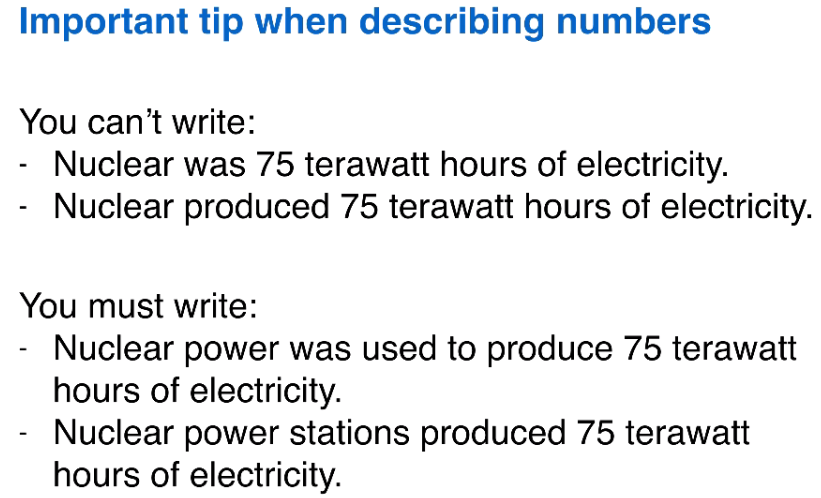 Important tip when describing numbers
You can't write:
- Nuclear was 75 terawatt hours of electricity.
- Nuclear produced 75 terawatt hours of electricity.
You must write:
- Nuclear power was used to produce 75 terawatt
hours of electricity.
- Nuclear power stations produced 75 terawatt
hours of electricity.